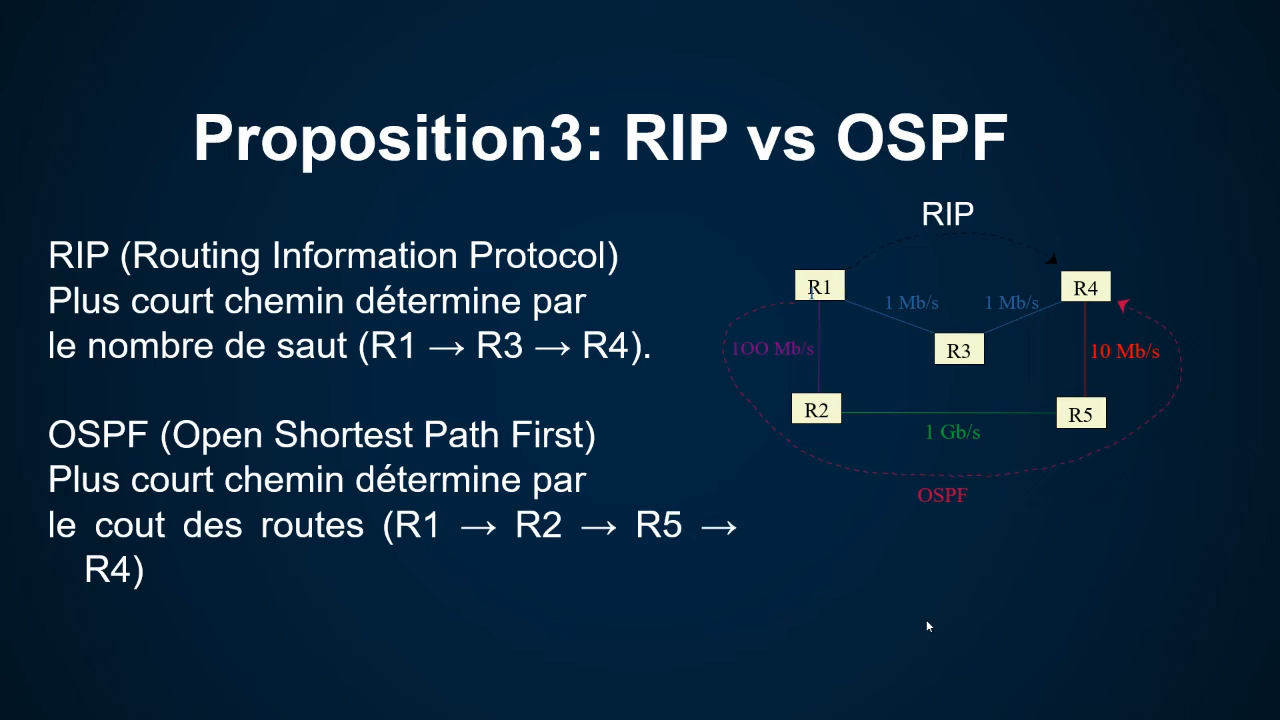 Proposition3: RIP vs OSPF
RIP (Routing Information Protocol)
Plus court chemin détermine par
le nombre de saut (R1 → R3 → R4).
OSPF (Open Shortest Path First)
Plus court chemin détermine par
le cout des routes (R1 → R2 → R5 →
R4)
RIP
R1
R4
1 Mb/s
1 Mb/s
100 Mb/s
R3
10 Mb/s
R2
R5
1 Gb/s
OSPF